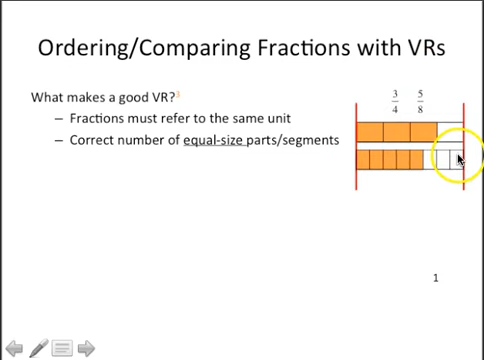 Ordering/Comparing Fractions with VRs
What makes a good VR?3
– Fractions must refer to the same unit
– Correct number of equal-size parts/segments
3/4 5/8
1